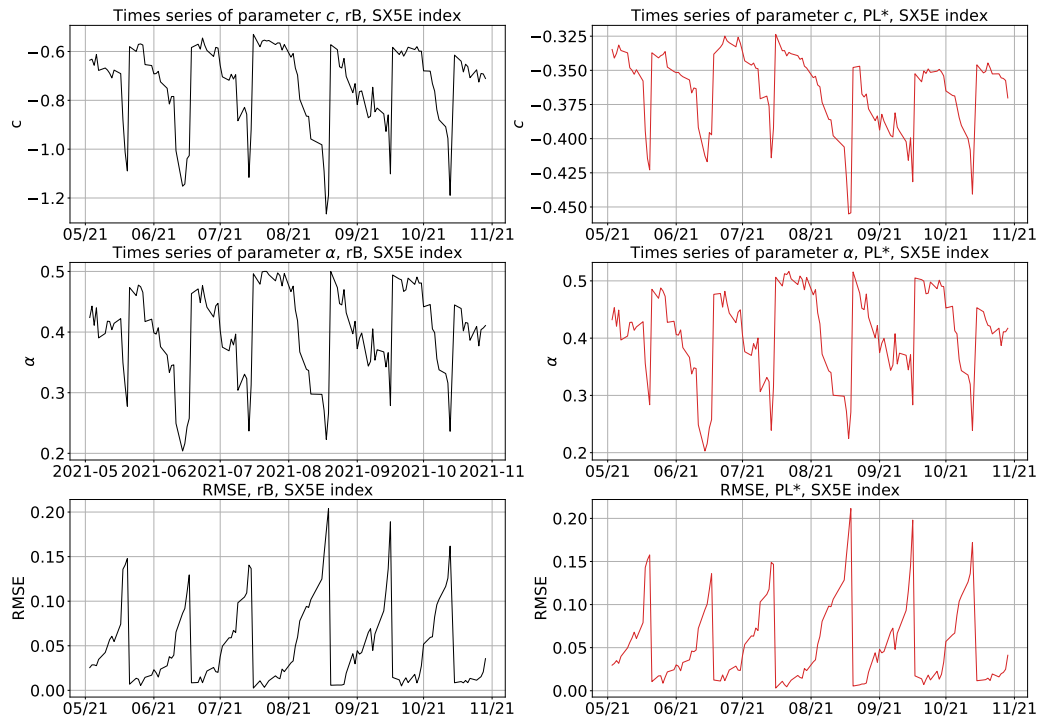 Times series of parameter c, rB, SX5E index
−0.6
−0.8
−1.0
−1.2
c
05/21 06/21 07/21 08/21 09/21 10/21 11/21
Times series of parameter c, PL*, SX5E index
−0.325
−0.350
−0.375
−0.400
−0.425
−0.450
c
05/21 06/21 07/21 08/21 09/21 10/21 11/21
Times series of parameter α, rB, SX5E index
0.5
0.4
0.3
0.2
α
2021-05 2021-06 2021-07 2021-08 2021-09 2021-10 2021-11
Times series of parameter α, PL*, SX5E index
0.5
0.4
0.3
0.2
α
05/21 06/21 07/21 08/21 09/21 10/21 11/21
RMSE, rB, SX5E index
0.20
0.15
0.10
0.05
0.00
RMSE
05/21 06/21 07/21 08/21 09/21 10/21 11/21
RMSE, PL*, SX5E index
0.20
0.15
0.10
0.05
0.00
RMSE
05/21 06/21 07/21 08/21 09/21 10/21 11/21